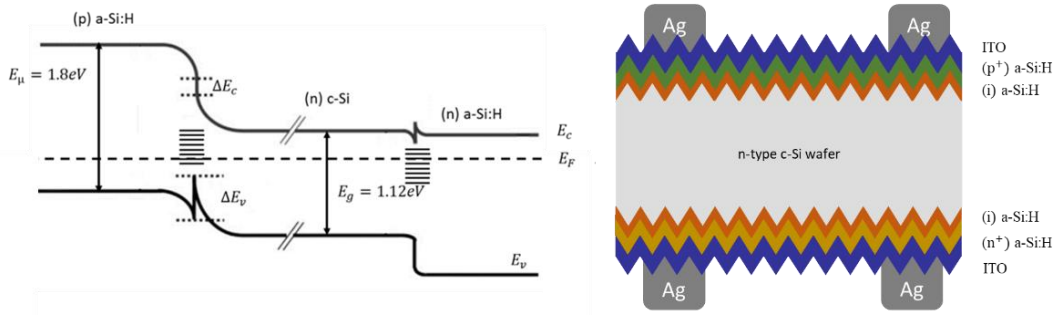 (p) a-Si:H
E_μ = 1.8eV
ΔE_c
(n) c-Si
(n) a-Si:H
E_c
E_F
ΔE_v
E_g = 1.12eV
E_v
Ag
Ag
ITO
(p⁺) a-Si:H
(i) a-Si:H
n-type c-Si wafer
(i) a-Si:H
(n⁺) a-Si:H
ITO
Ag
Ag